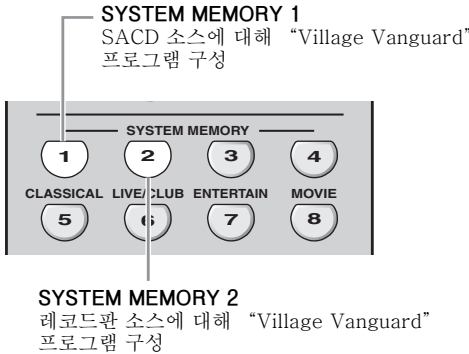 SYSTEM MEMORY 1
SACD 소스에 대해 “Village Vanguard”
프로그램 구성
SYSTEM MEMORY
1 2 3 4
CLASSICAL LIVE/CLUB ENTERTAIN MOVIE
5 6 7 8
SYSTEM MEMORY 2
레코드판 소스에 대해 “Village Vanguard”
프로그램 구성